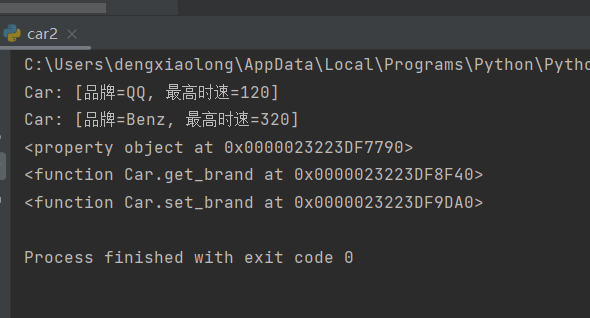 car2
C:\Users\dengxiaolong\AppData\Local\Programs\Python\Pytho
Car: [品牌=QQ, 最高时速=120]
Car: [品牌=Benz, 最高时速=320]
<property object at 0x0000023223DF7790>
<function Car.get_brand at 0x0000023223DF8F40>
<function Car.set_brand at 0x0000023223DF9DA0>
Process finished with exit code 0